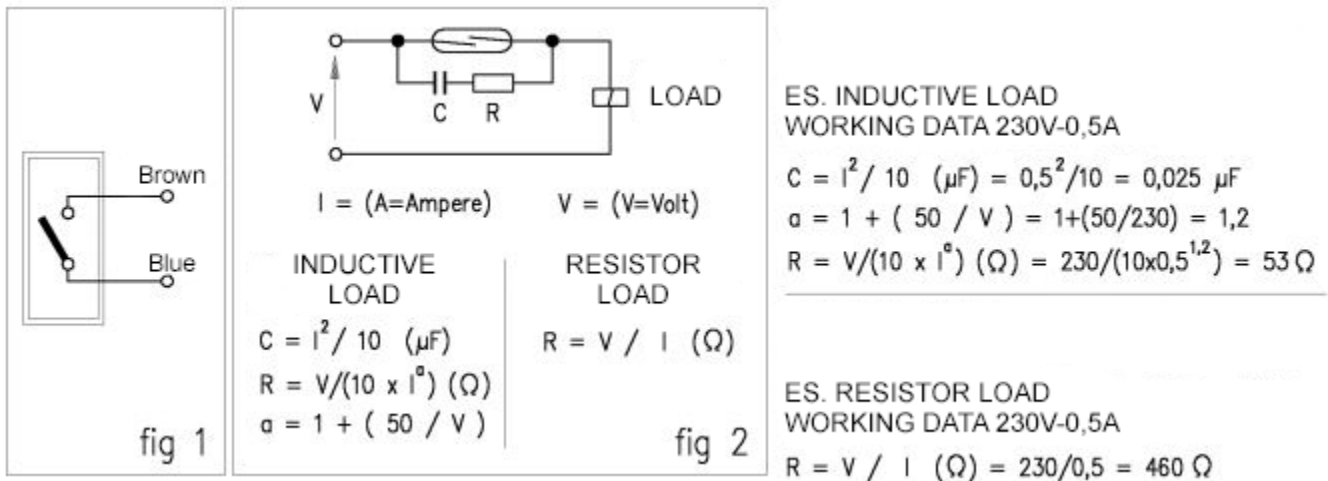 Brown
Blue
fig 1
V
C
R
LOAD
I = (A=Ampere)
V = (V=Volt)
INDUCTIVE
LOAD
C = I²/ 10 (µF)
R = V/(10 x Iᵃ) (Ω)
a = 1 + ( 50 / V )
RESISTOR
LOAD
R = V / I (Ω)
fig 2
ES. INDUCTIVE LOAD
WORKING DATA 230V-0,5A
C = I²/ 10 (µF) = 0,5²/10 = 0,025 µF
a = 1 + ( 50 / V ) = 1+(50/230) = 1,2
R = V/(10 x Iᵃ) (Ω) = 230/(10x0,5¹,²) = 53 Ω
ES. RESISTOR LOAD
WORKING DATA 230V-0,5A
R = V / I (Ω) = 230/0,5 = 460 Ω